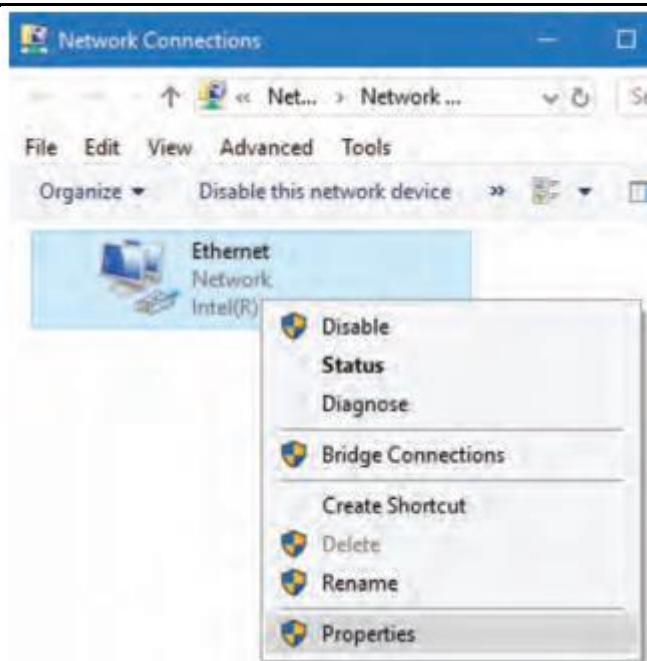 Network Connections
« Net... › Network ... Se
File Edit View Advanced Tools
Organize Disable this network device »
Ethernet
Network
Intel(R)
Disable
Status
Diagnose
Bridge Connections
Create Shortcut
Delete
Rename
Properties